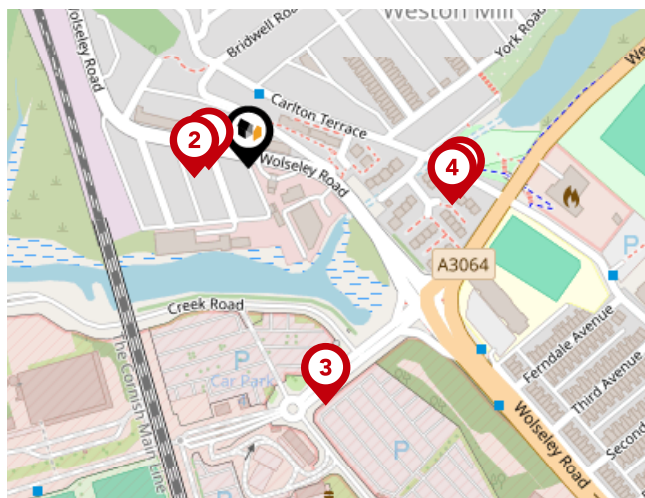 Weston Mill
Bridwell Road
Wolseley Road
York Road
We
Carlton Terrace
2
Wolseley Road
4
A3064
P
Creek Road
The Cornish Main Line
P
Car Park
3
Ferndale Avenue
Third Avenue
Second
P
Wolseley Road